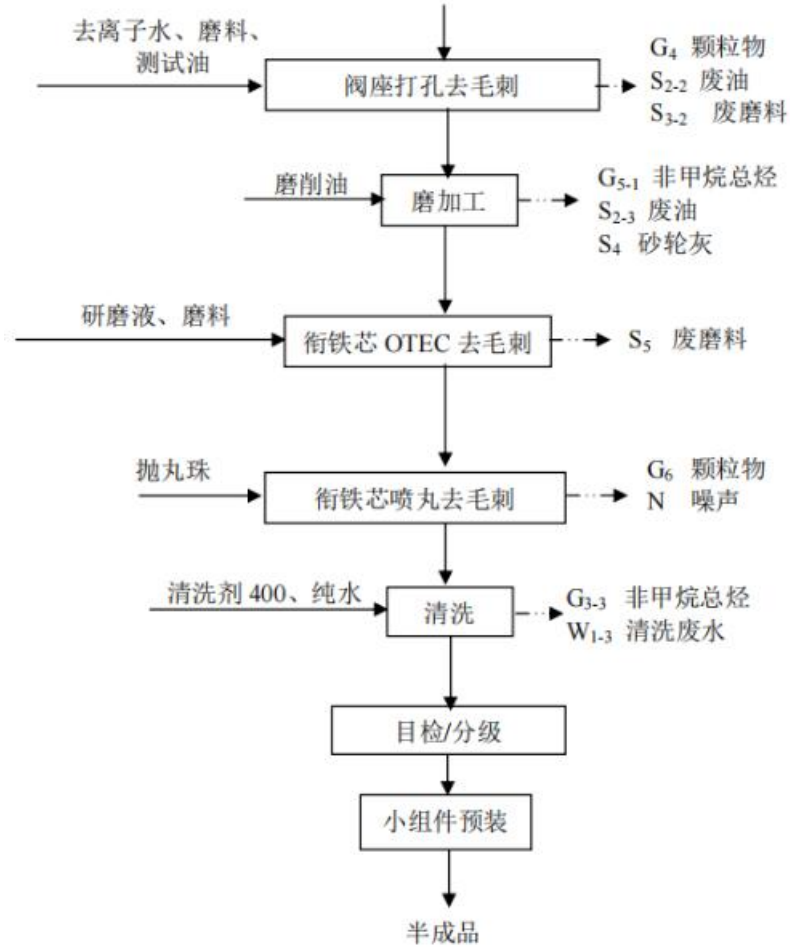 去离子水、磨料、
测试油
阀座打孔去毛刺
G4 颗粒物
S2-2 废油
S3-2 废磨料
磨削油
磨加工
G5-1 非甲烷总烃
S2-3 废油
S4 砂轮灰
研磨液、磨料
衔铁芯 OTEC 去毛刺
S5 废磨料
抛丸珠
衔铁芯喷丸去毛刺
G6 颗粒物
N 噪声
清洗剂 400、纯水
清洗
G3-3 非甲烷总烃
W1-3 清洗废水
目检/分级
小组件预装
半成品